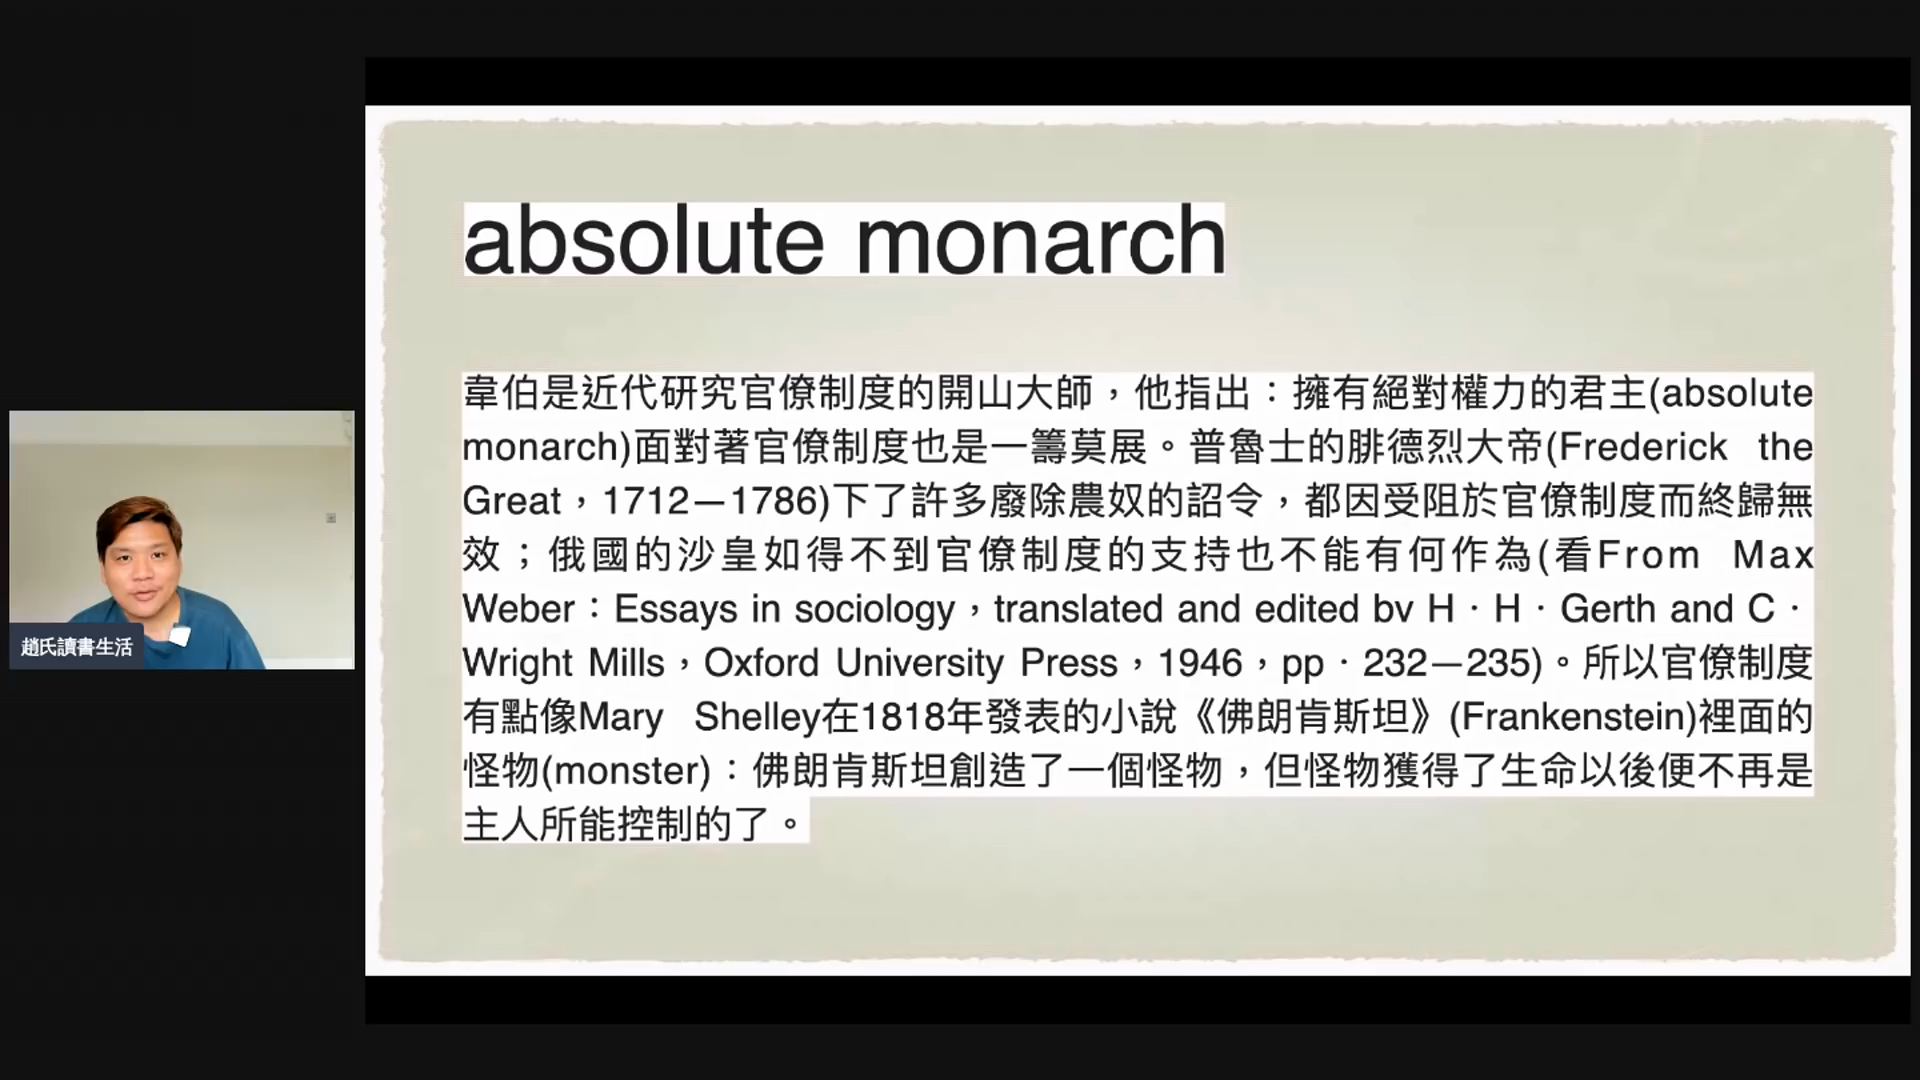 absolute monarch
韋伯是近代研究官僚制度的開山大師，他指出：擁有絕對權力的君主(absolute
monarch)面對著官僚制度也是一籌莫展。普魯士的腓德烈大帝(Frederick the
Great，1712—1786)下了許多廢除農奴的詔令，都因受阻於官僚制度而終歸無
效；俄國的沙皇如得不到官僚制度的支持也不能有何作為(看From Max
Weber：Essays in sociology，translated and edited bv H．H．Gerth and C．
Wright Mills，Oxford University Press，1946，pp．232—235)。所以官僚制度
有點像Mary Shelley在1818年發表的小說《佛朗肯斯坦》(Frankenstein)裡面的
怪物(monster)：佛朗肯斯坦創造了一個怪物，但怪物獲得了生命以後便不再是
主人所能控制的了。
趙氏讀書生活